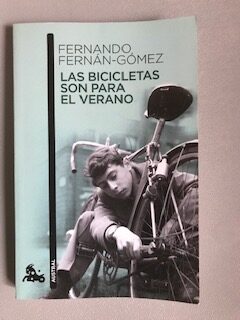 FERNANDO
FERNÁN-GÓMEZ
LAS BICICLETAS
SON PARA
EL VERANO
AUSTRAL